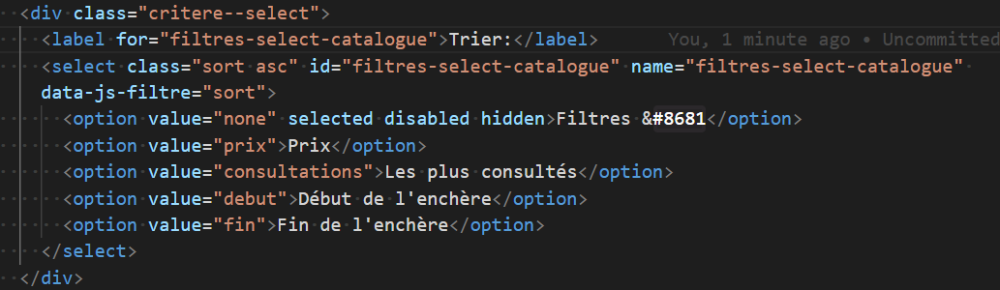 <div class="critere--select">
<label for="filtres-select-catalogue">Trier:</label> You, 1 minute ago • Uncommitted
<select class="sort asc" id="filtres-select-catalogue" name="filtres-select-catalogue"
data-js-filtre="sort">
<option value="none" selected disabled hidden>Filtres &#8681</option>
<option value="prix">Prix</option>
<option value="consultations">Les plus consultés</option>
<option value="debut">Début de l'enchère</option>
<option value="fin">Fin de l'enchère</option>
</select>
</div>